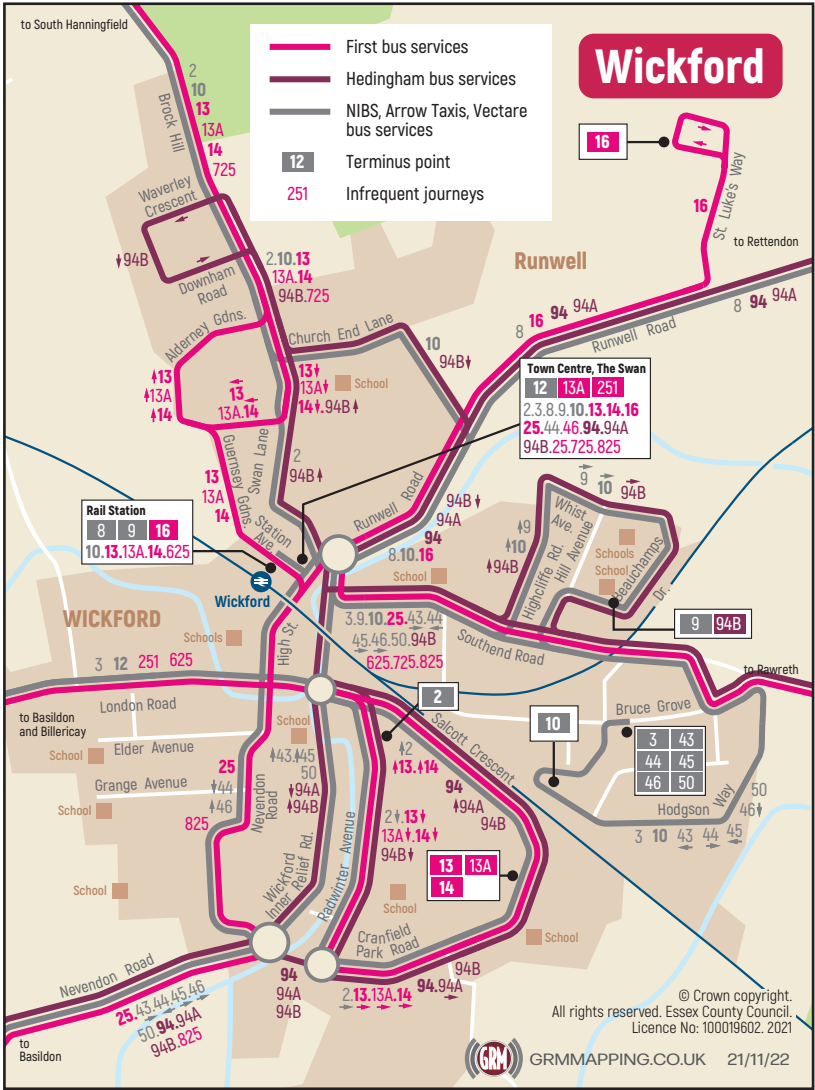 to South Hanningfield
First bus services
Hedingham bus services
NIBS, Arrow Taxis, Vectare
bus services
12 Terminus point
251 Infrequent journeys
Wickford
2
10
13
13A
14
725
Brock Hill
16
16
St. Luke's Way
to Rettendon
Waverley
Crescent
94B
Downham
Road
2.10.13
13A.14
94B.725
Runwell
8 16 94 94A
Runwell Road
8 94 94A
Alderney Gdns.
Church End Lane
10
94B
13
13A
14
13
13A.14
13
13A
14.94B
School
Town Centre, The Swan
12 13A 251
2.3.8.9.10.13.14.16
25.44.46.94.94A
94B.25.725.825
Guernsey Gdns.
Swan Lane
2
94B
13
13A
14
Station
Ave.
Runwell Road
94B
94A
94
8.10.16
Rail Station
8 9 16
10.13.13A.14.625
Wickford
9 10 94B
Whist
Ave.
9
10
94B
Highcliffe Rd.
Hill Avenue
Schools
School
Beauchamps
Dr.
School
9 94B
WICKFORD
Schools
High St.
3.9.10.25.43.44
45.46.50.94B
625.725.825
Southend Road
to Rawreth
3 12 251 625
London Road
to Basildon
and Billericay
2
Salcott Crescent
10
Bruce Grove
3 43
44 45
46 50
Hodgson Way
50
46
3 10 43 44 45
School
Elder Avenue
School
Grange Avenue
School
25
44
46
825
Nevendon
Road
43.45
50
94A
94B
2
13.14
94
94A
94B
2.13
13A.14
94B
Wickford
Inner Relief Rd.
Radwinter Avenue
13 13A
14
School
School
School
Cranfield
Park Road
Nevendon Road
94
94A
94B
2.13.13A.14
94.94A
94B
25.43.44.45.46
50.94.94A
94B.825
to
Basildon
© Crown copyright.
All rights reserved. Essex County Council.
Licence No: 100019602. 2021
GRM GRMMAPPING.CO.UK 21/11/22